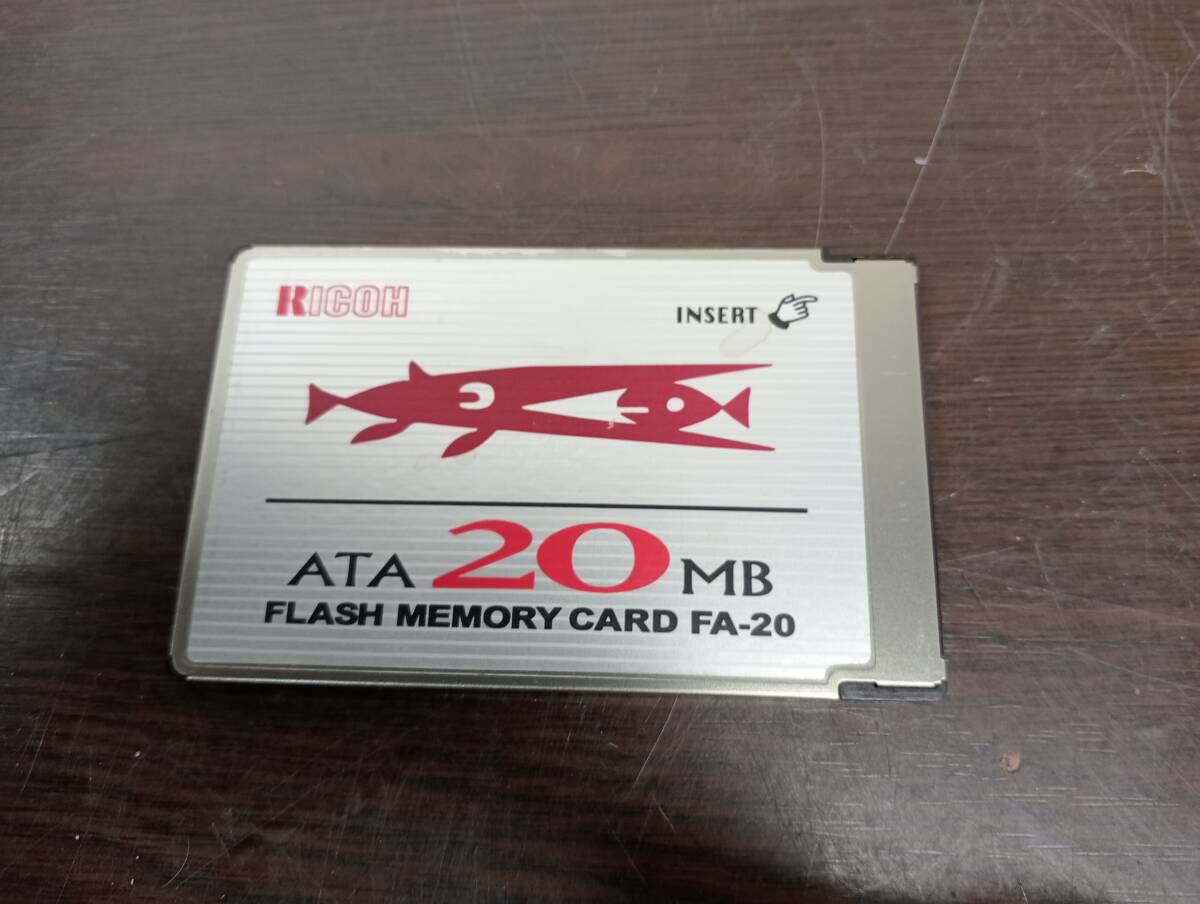 RICOH
INSERT
ATA 20 MB
FLASH MEMORY CARD FA-20